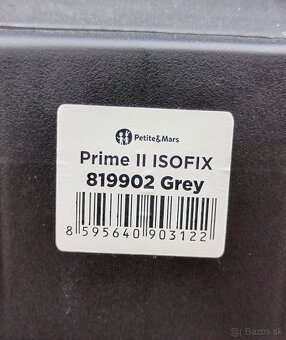 Petite&Mars
Prime II ISOFIX
819902 Grey
8 595640 903122
Bazos.sk